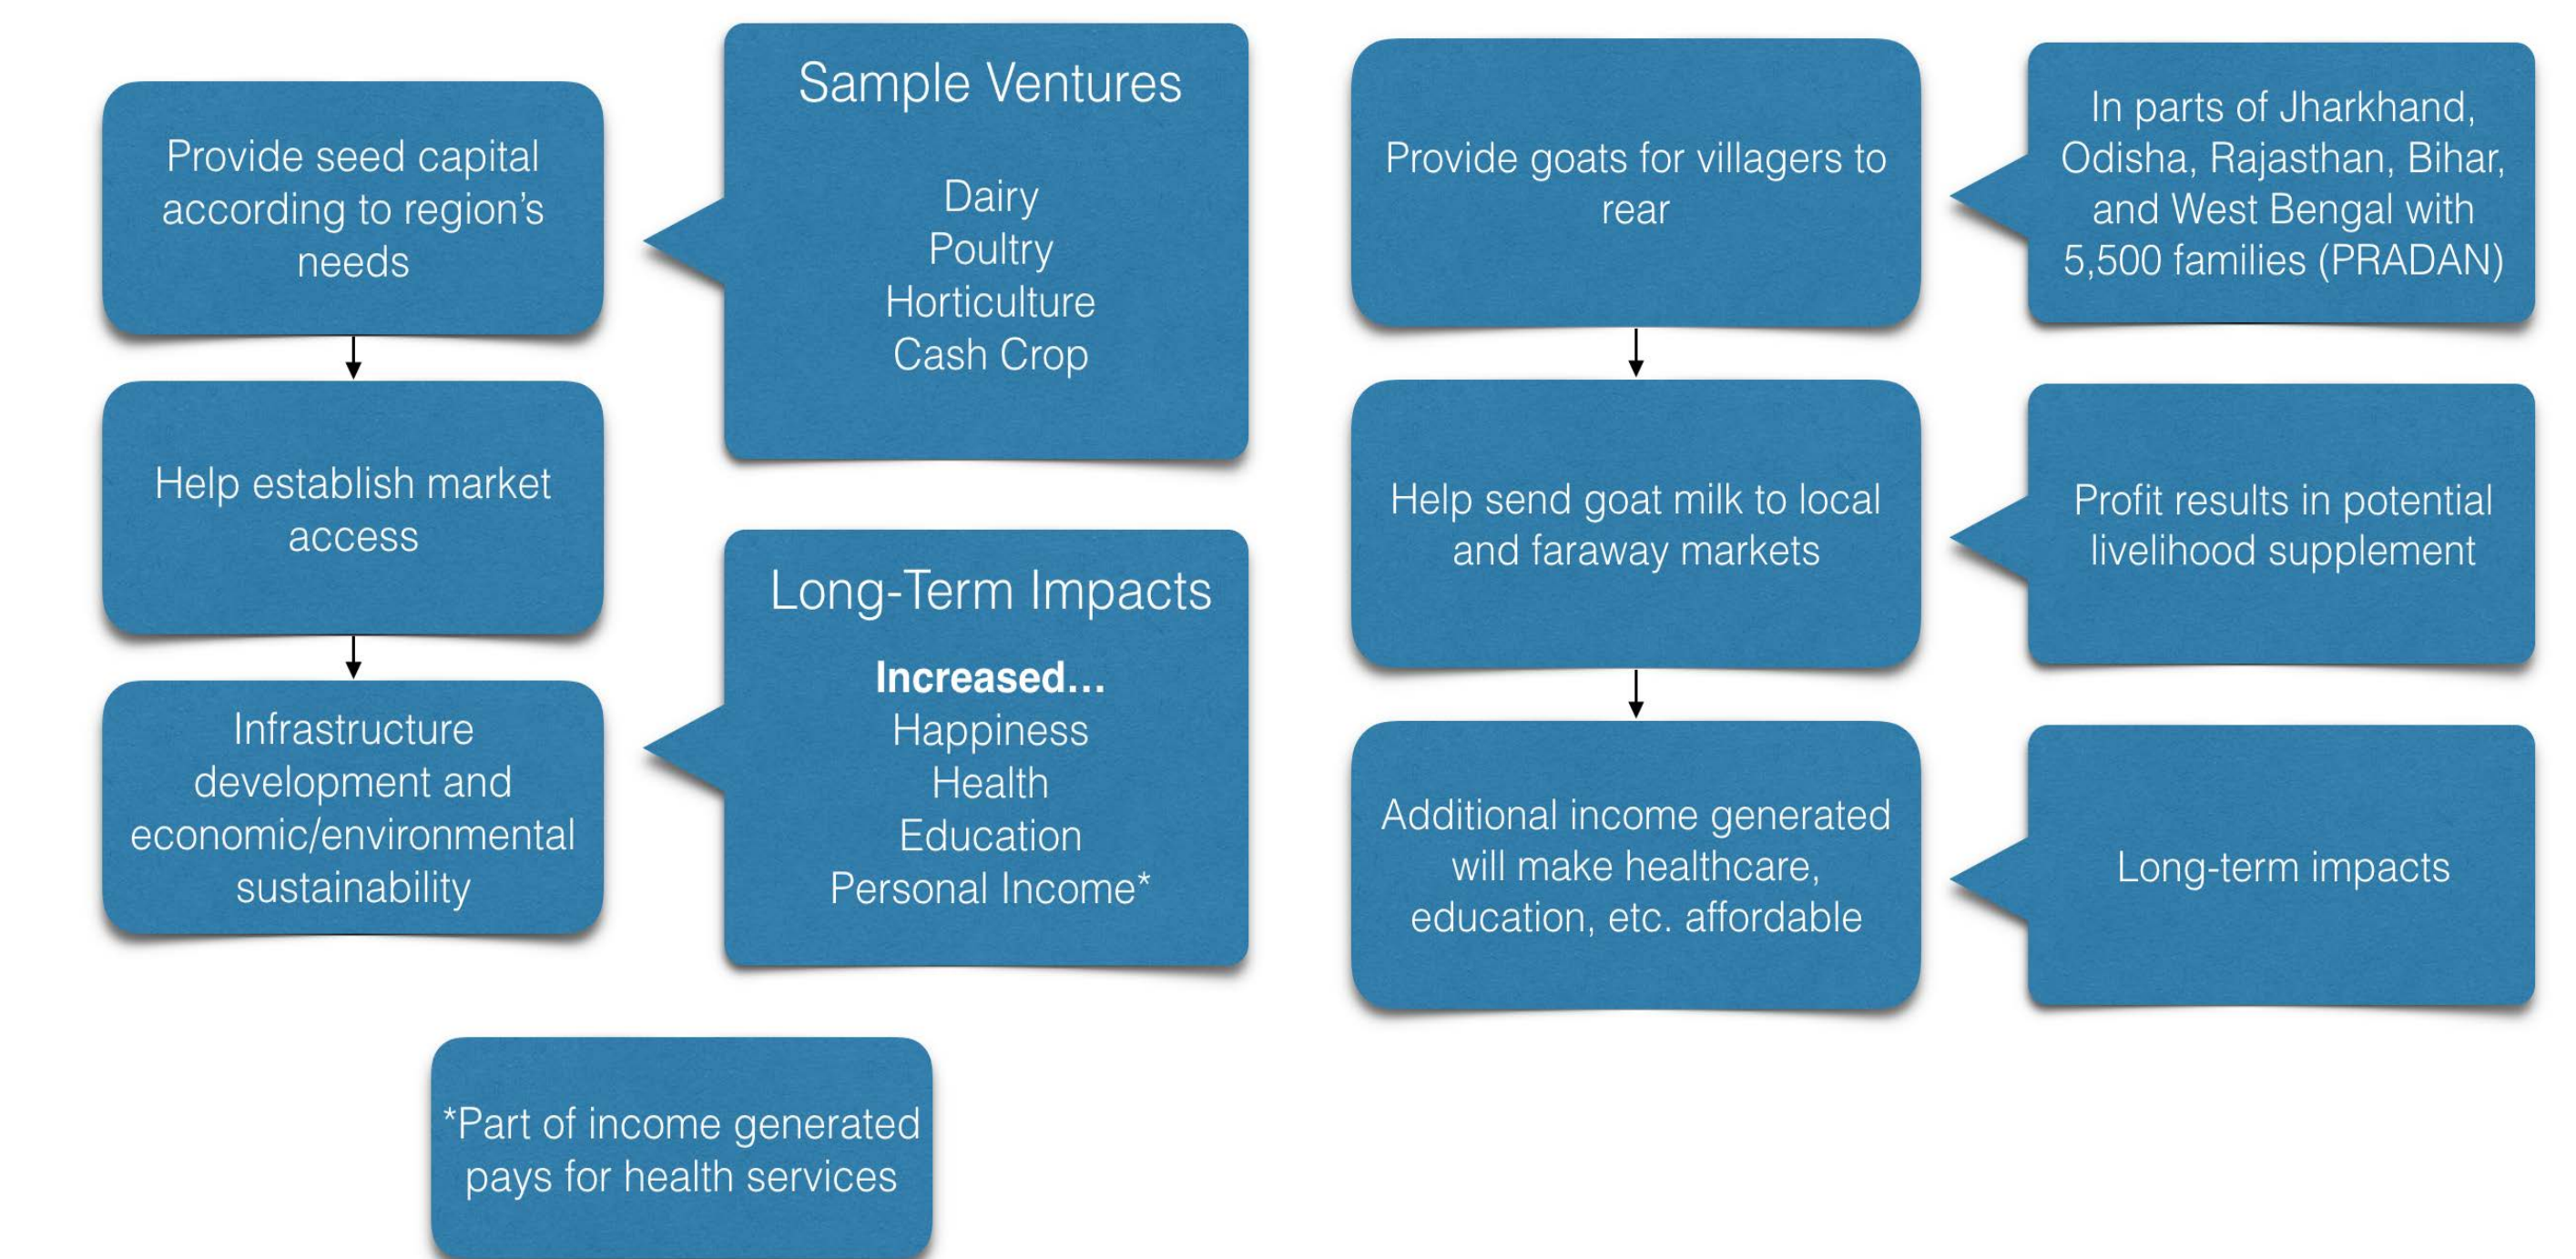 Provide seed capital
according to region's
needs
Sample Ventures
Dairy
Poultry
Horticulture
Cash Crop
Help establish market
access
Long-Term Impacts
Increased...
Happiness
Health
Education
Personal Income*
Infrastructure
development and
economic/environmental
sustainability
*Part of income generated
pays for health services
Provide goats for villagers to
rear
In parts of Jharkhand,
Odisha, Rajasthan, Bihar,
and West Bengal with
5,500 families (PRADAN)
Help send goat milk to local
and faraway markets
Profit results in potential
livelihood supplement
Additional income generated
will make healthcare,
education, etc. affordable
Long-term impacts